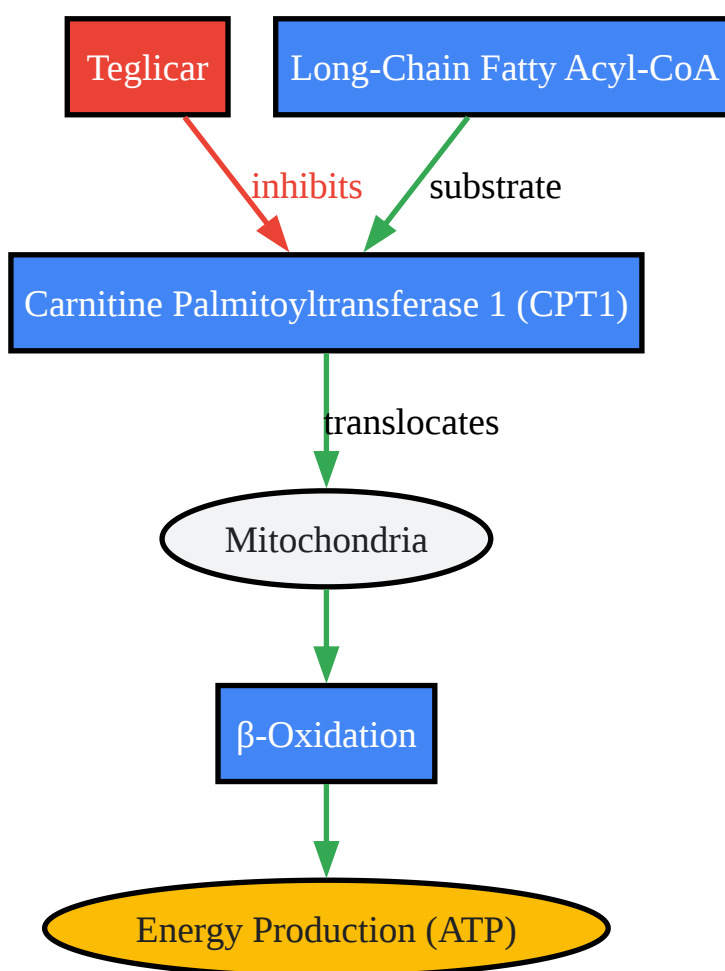 Teglicar
Long-Chain Fatty Acyl-CoA
inhibits
substrate
Carnitine Palmitoyltransferase 1 (CPT1)
translocates
Mitochondria
β-Oxidation
Energy Production (ATP)